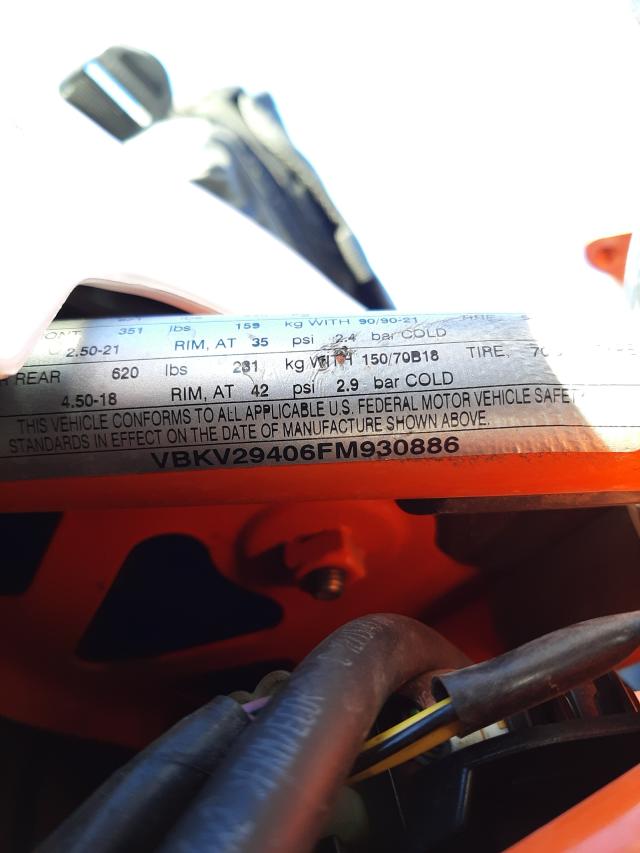 ONT 351 lbs 159 kg WITH 90/90-21
2.50-21 RIM, AT 35 psi 2.4 bar COLD
REAR 620 lbs 281 kg WITH 150/70B18 TIRE,
4.50-18 RIM, AT 42 psi 2.9 bar COLD
THIS VEHICLE CONFORMS TO ALL APPLICABLE U.S. FEDERAL MOTOR VEHICLE SAFET
STANDARDS IN EFFECT ON THE DATE OF MANUFACTURE SHOWN ABOVE.
VBKV29406FM930886